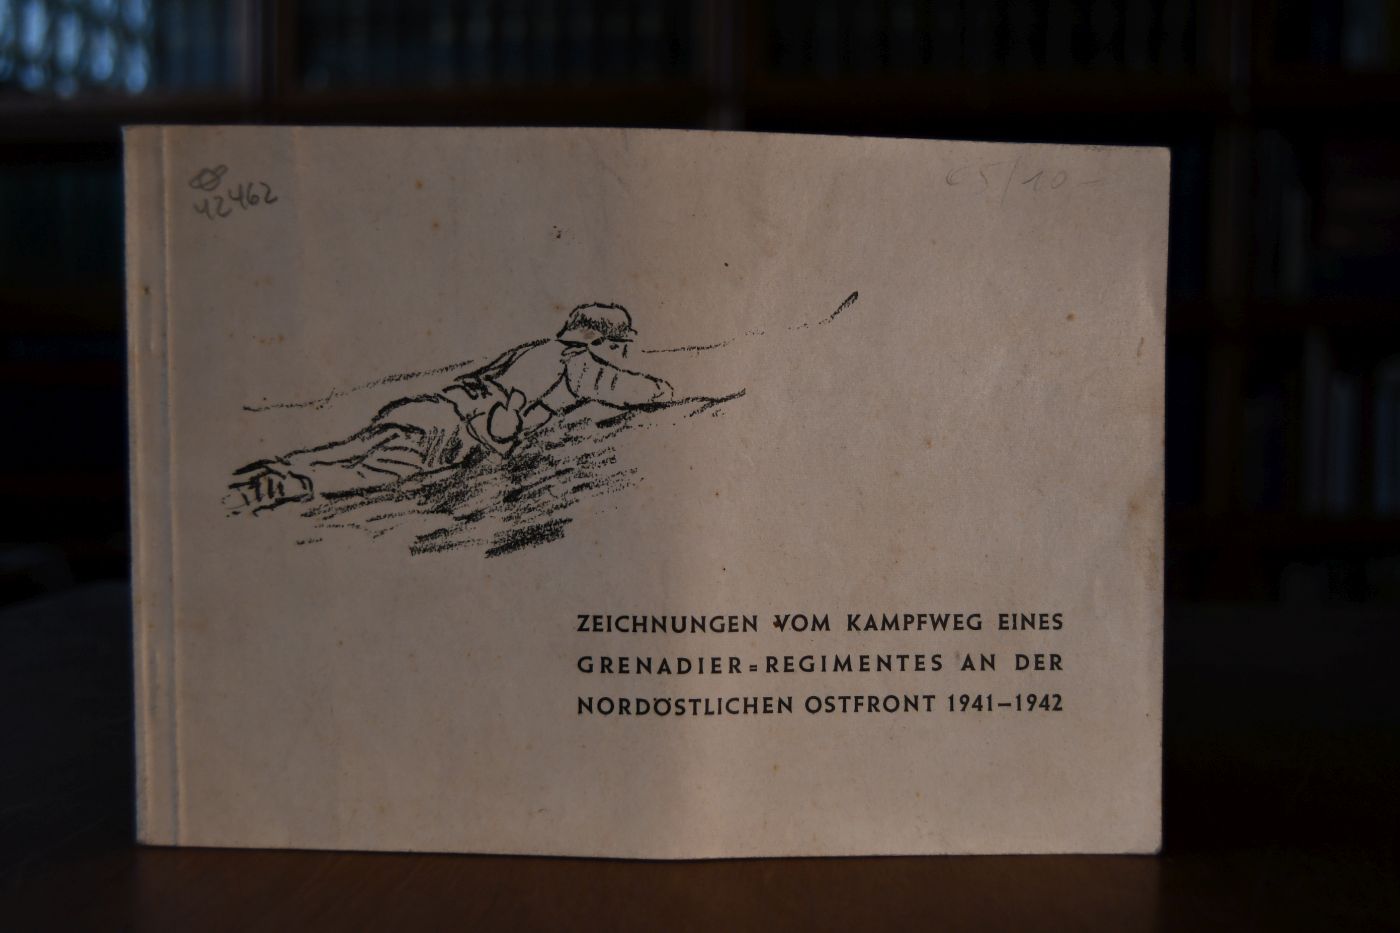 42462
65/10-
ZEICHNUNGEN VOM KAMPFWEG EINES
GRENADIER=REGIMENTES AN DER
NORDÖSTLICHEN OSTFRONT 1941–1942